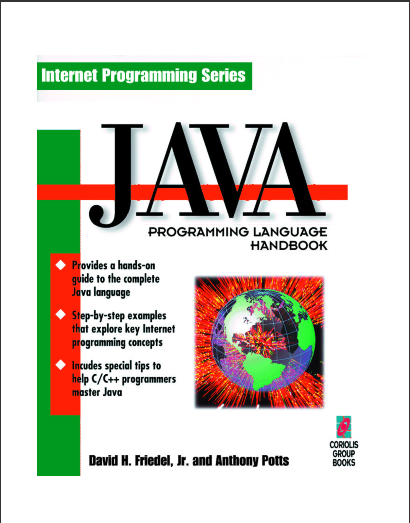 Internet Programming Series
JAVA
PROGRAMMING LANGUAGE
HANDBOOK
Provides a hands-on
guide to the complete
Java language
Step-by-step examples
that explore key Internet
programming concepts
Incudes special tips to
help C/C++ programmers
master Java
CORIOLIS
GROUP
BOOKS
David H. Friedel, Jr. and Anthony Potts